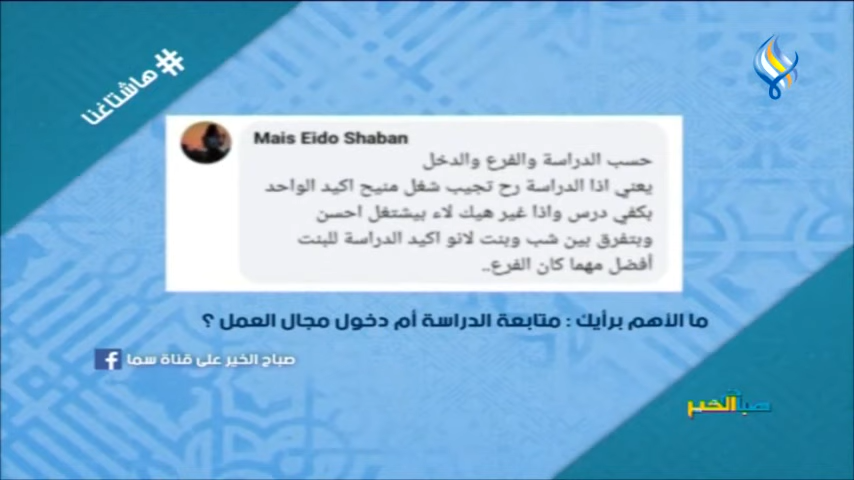 #هاشتاغنا
Mais Eido Shaban
حسب الدراسة والفرع والدخل
يعني اذا الدراسة رح تجيب شغل منيح اكيد الواحد
بكفي درس واذا غير هيك لاء بيشتغل احسن
وبتفرق بين شب وبنت لانو اكيد الدراسة للبنت
أفضل مهما كان الفرع..
ما الأهم برأيك : متابعة الدراسة أم دخول مجال العمل ؟
صباح الخير على قناة سما
صباح الخير